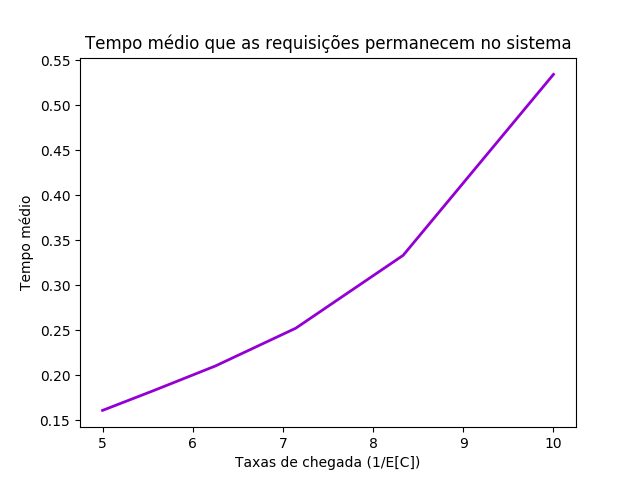 Tempo médio que as requisições permanecem no sistema
0.55
0.50
0.45
0.40
0.35
0.30
0.25
0.20
0.15
Tempo médio
5 6 7 8 9 10
Taxas de chegada (1/E[C])